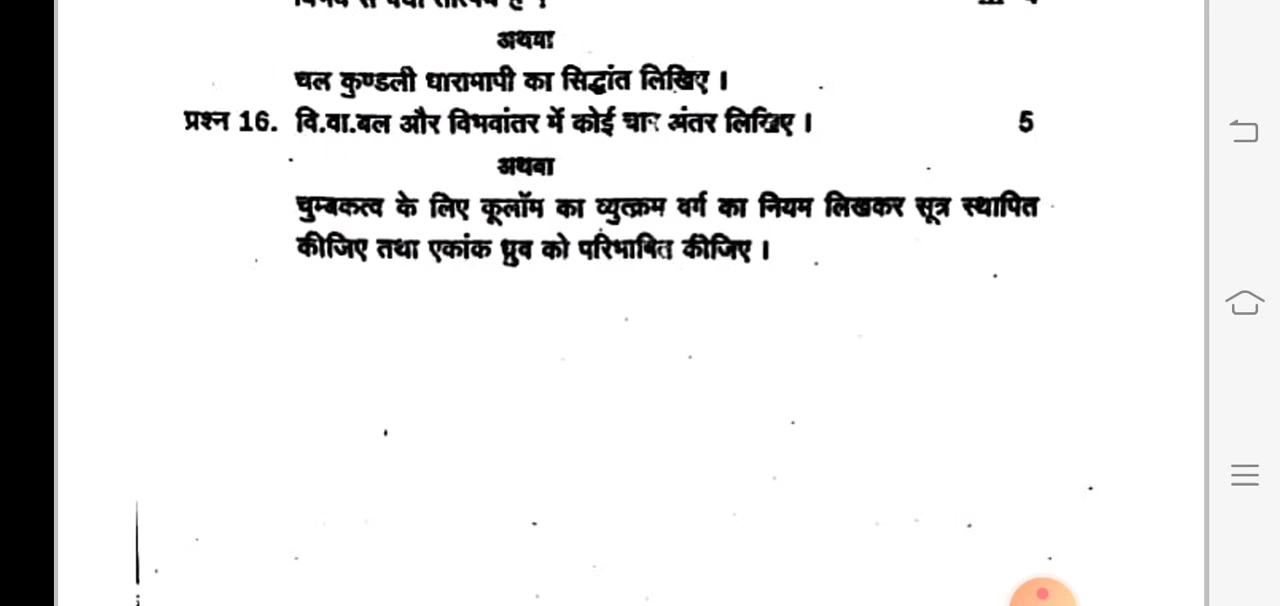 अथवा
चल कुण्डली धारामापी का सिद्धांत लिखिए ।
प्रश्न 16. वि.वा.बल और विभवांतर में कोई चार अंतर लिखिए । 5
अथवा
चुम्बकत्व के लिए कूलॉम का व्युत्क्रम वर्ग का नियम लिखकर सूत्र स्थापित
कीजिए तथा एकांक ध्रुव को परिभाषित कीजिए ।